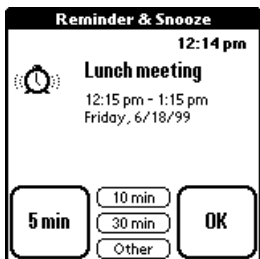 Reminder & Snooze
12:14 pm
Lunch meeting
12:15 pm - 1:15 pm
Friday, 6/18/99
10 min
5 min
30 min
OK
Other